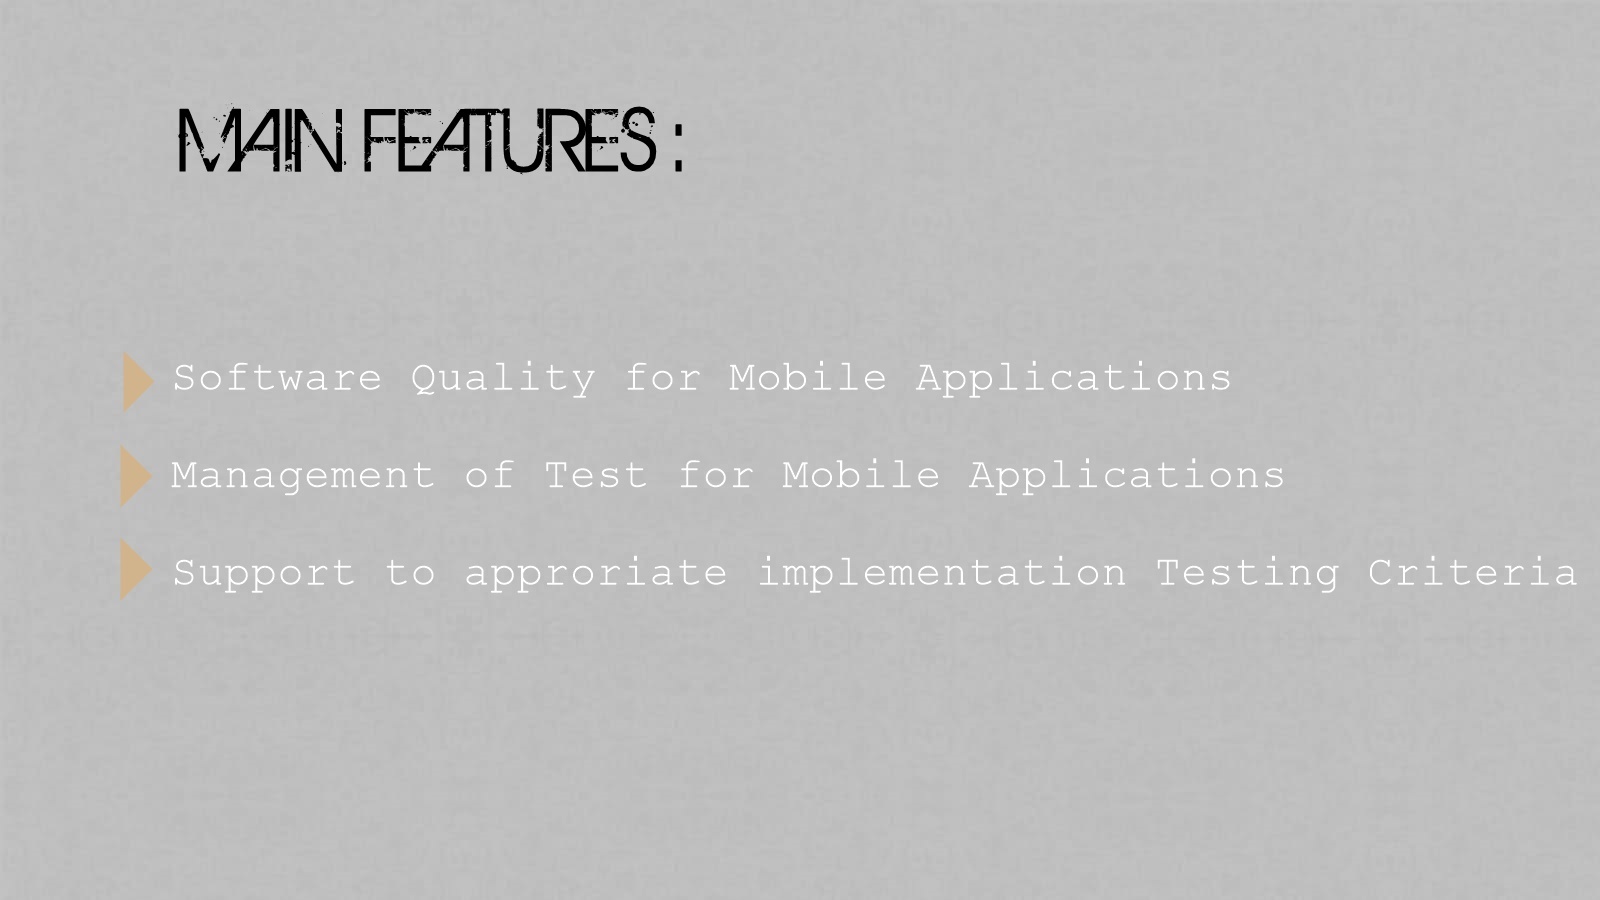 MAIN FEATURES :
Software Quality for Mobile Applications
Management of Test for Mobile Applications
Support to approriate implementation Testing Criteria